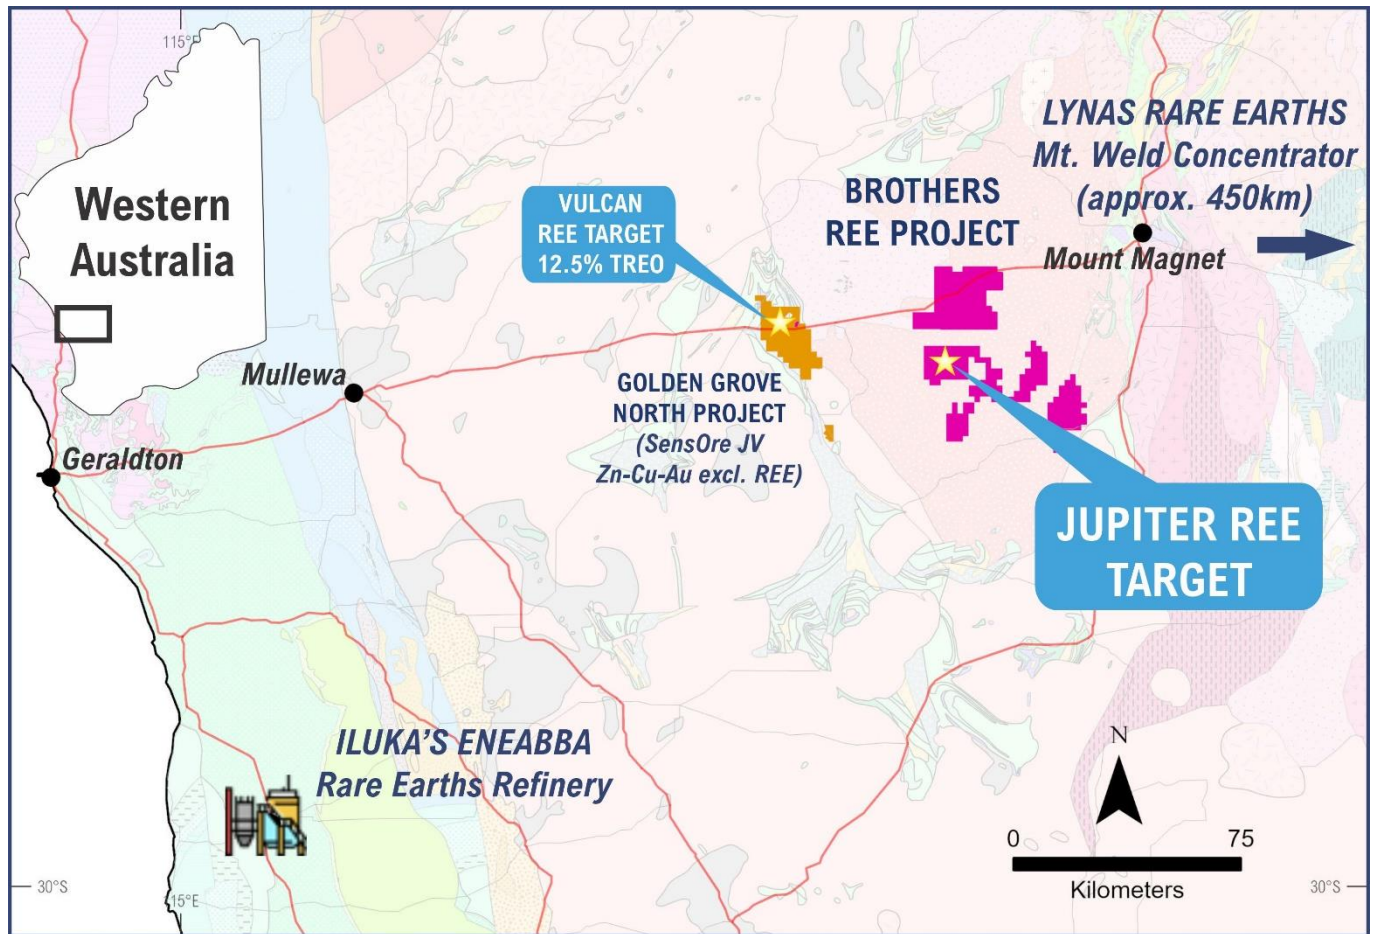 115°E
Western
Australia
LYNAS RARE EARTHS
Mt. Weld Concentrator
(approx. 450km)
VULCAN
REE TARGET
12.5% TREO
BROTHERS
REE PROJECT
Mount Magnet
Mullewa
GOLDEN GROVE
NORTH PROJECT
(SensOre JV
Zn-Cu-Au excl. REE)
Geraldton
JUPITER REE
TARGET
ILUKA'S ENEABBA
Rare Earths Refinery
N
0 75
Kilometers
30°S
115°E
30°S